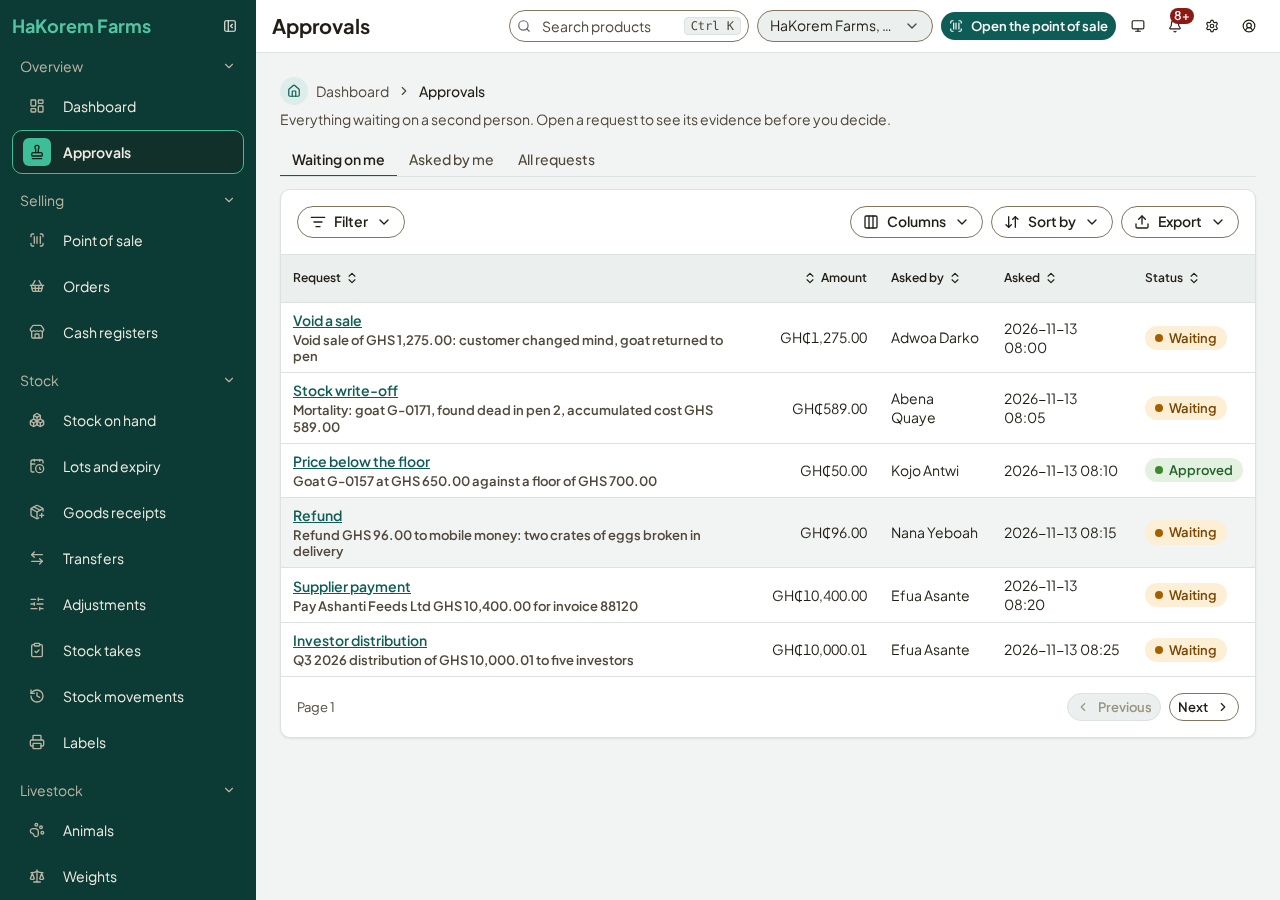 HaKorem Farms
Approvals
Search products
Ctrl K
HaKorem Farms, ...
Open the point of sale
8+
Overview
Dashboard
Approvals
Selling
Point of sale
Orders
Cash registers
Stock
Stock on hand
Lots and expiry
Goods receipts
Transfers
Adjustments
Stock takes
Stock movements
Labels
Livestock
Animals
Weights
Dashboard > Approvals
Everything waiting on a second person. Open a request to see its evidence before you decide.
Waiting on me Asked by me All requests
Filter Columns Sort by Export
Request Amount Asked by Asked Status
Void a sale
Void sale of GHS 1,275.00: customer changed mind, goat returned to
pen
GH₵1,275.00 Adwoa Darko
2026-11-13
08:00
Waiting
Stock write-off
Mortality: goat G-0171, found dead in pen 2, accumulated cost GHS
589.00
GH₵589.00
Abena
Quaye
2026-11-13
08:05
Waiting
Price below the floor
Goat G-0157 at GHS 650.00 against a floor of GHS 700.00
GH₵50.00 Kojo Antwi 2026-11-13 08:10 Approved
Refund
Refund GHS 96.00 to mobile money: two crates of eggs broken in
delivery
GH₵96.00 Nana Yeboah 2026-11-13 08:15 Waiting
Supplier payment
Pay Ashanti Feeds Ltd GHS 10,400.00 for invoice 88120
GH₵10,400.00 Efua Asante
2026-11-13
08:20
Waiting
Investor distribution
Q3 2026 distribution of GHS 10,000.01 to five investors
GH₵10,000.01 Efua Asante 2026-11-13 08:25 Waiting
Page 1
Previous Next